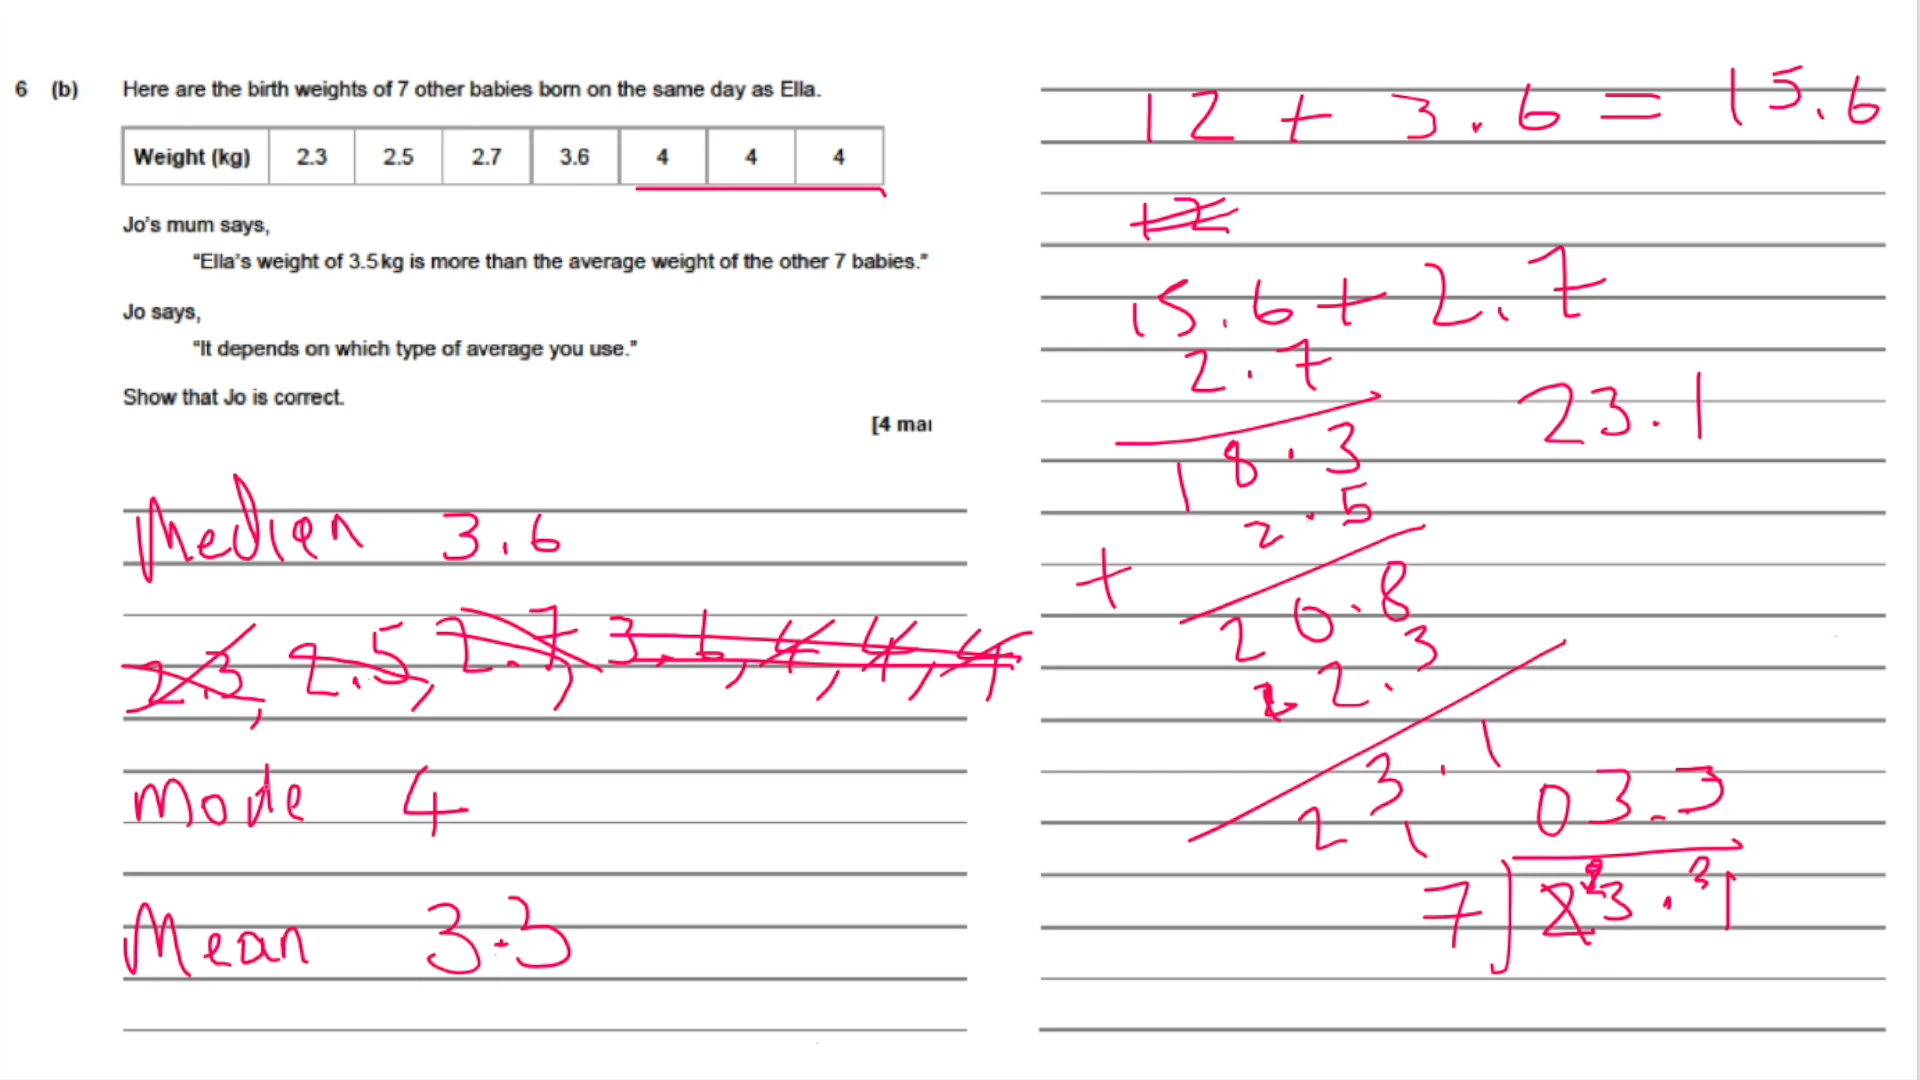 6 (b) Here are the birth weights of 7 other babies born on the same day as Ella.
Weight (kg) 2.3 2.5 2.7 3.6 4 4 4
Jo's mum says,
"Ella's weight of 3.5 kg is more than the average weight of the other 7 babies."
Jo says,
"It depends on which type of average you use."
Show that Jo is correct.
[4 mar
Median 3.6
2.3, 2.5, 2.7, 3.6, 4, 4, 4
Mode 4
Mean 3.3
12 + 3.6 = 15.6
12
15.6 + 2.7
2.7
18.3
2.5
+
20.8
2.3
23.1
1
23.1
03.3
7 23.31